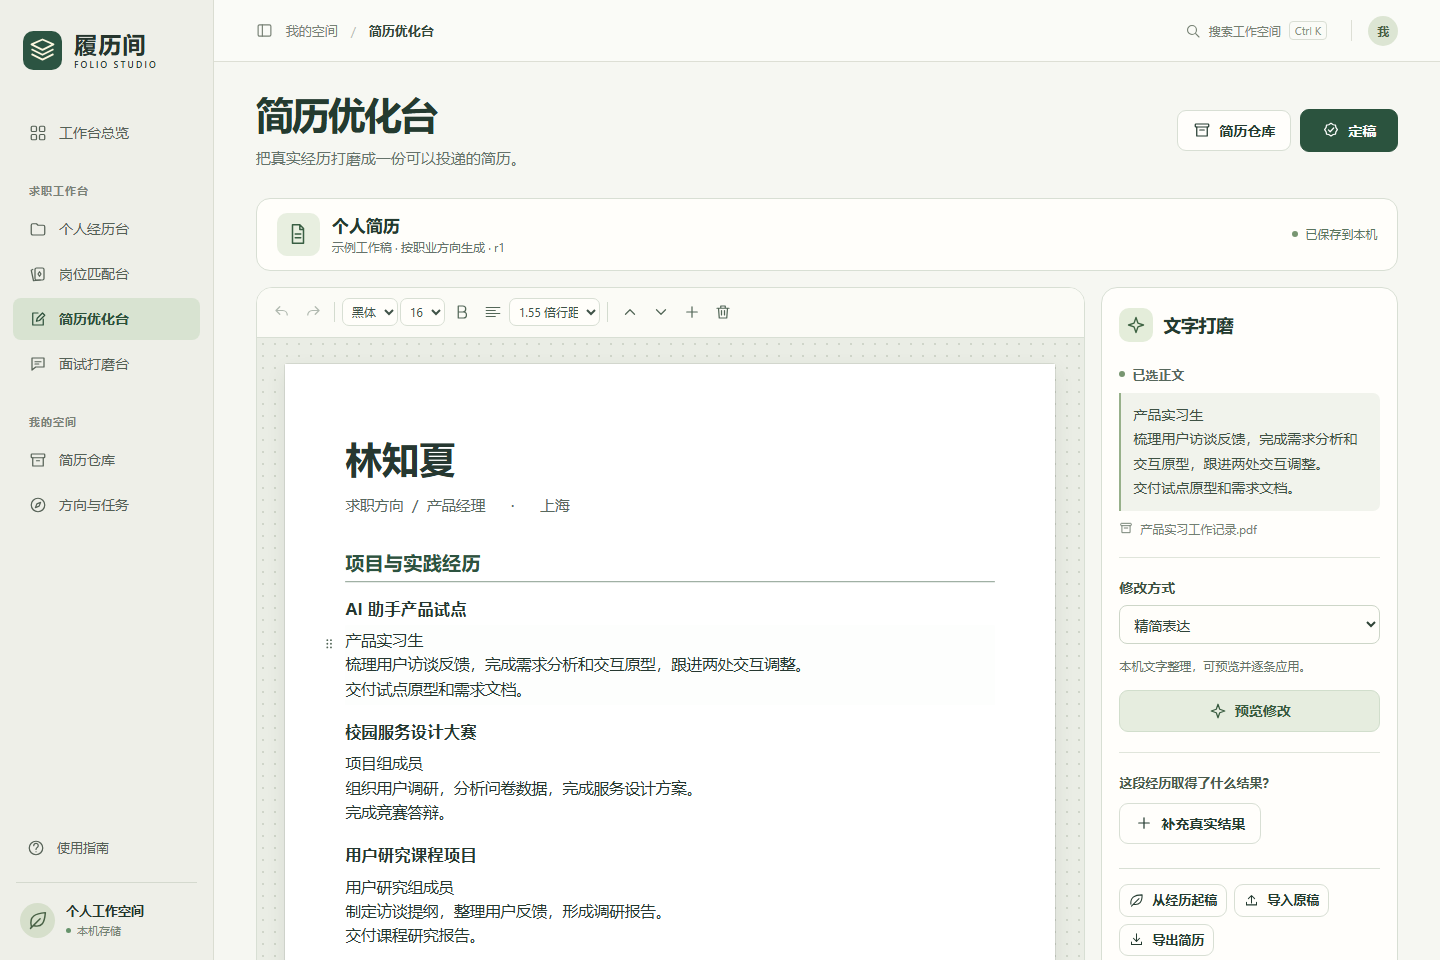 履历间
FOLIO STUDIO
工作台总览
求职工作台
个人经历台
岗位匹配台
简历优化台
面试打磨台
我的空间
简历仓库
方向与任务
使用指南
个人工作空间
本机存储
我的空间 / 简历优化台
搜索工作空间 Ctrl K
我
简历优化台
把真实经历打磨成一份可以投递的简历。
简历仓库
定稿
个人简历
示例工作稿 · 按职业方向生成 · r1
已保存到本机
黑体 16 B 1.55 倍行距
林知夏
求职方向 / 产品经理 · 上海
项目与实践经历
AI 助手产品试点
产品实习生
梳理用户访谈反馈，完成需求分析和交互原型，跟进两处交互调整。
交付试点原型和需求文档。
校园服务设计大赛
项目组成员
组织用户调研，分析问卷数据，完成服务设计方案。
完成竞赛答辩。
用户研究课程项目
用户研究组成员
制定访谈提纲，整理用户反馈，形成调研报告。
交付课程研究报告。
文字打磨
已选正文
产品实习生
梳理用户访谈反馈，完成需求分析和
交互原型，跟进两处交互调整。
交付试点原型和需求文档。
产品实习工作记录.pdf
修改方式
精简表达
本机文字整理，可预览并逐条应用。
预览修改
这段经历取得了什么结果？
补充真实结果
从经历起稿
导入原稿
导出简历